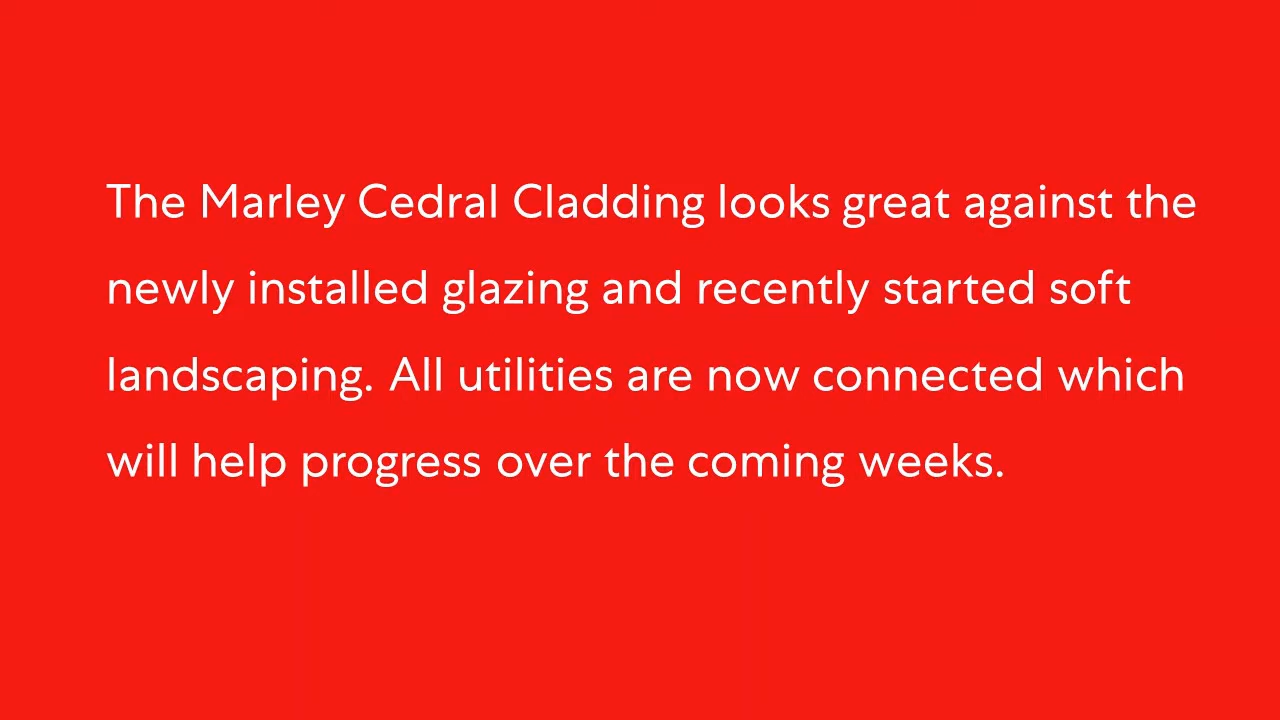 The Marley Cedral Cladding looks great against the
newly installed glazing and recently started soft
landscaping. All utilities are now connected which
will help progress over the coming weeks.